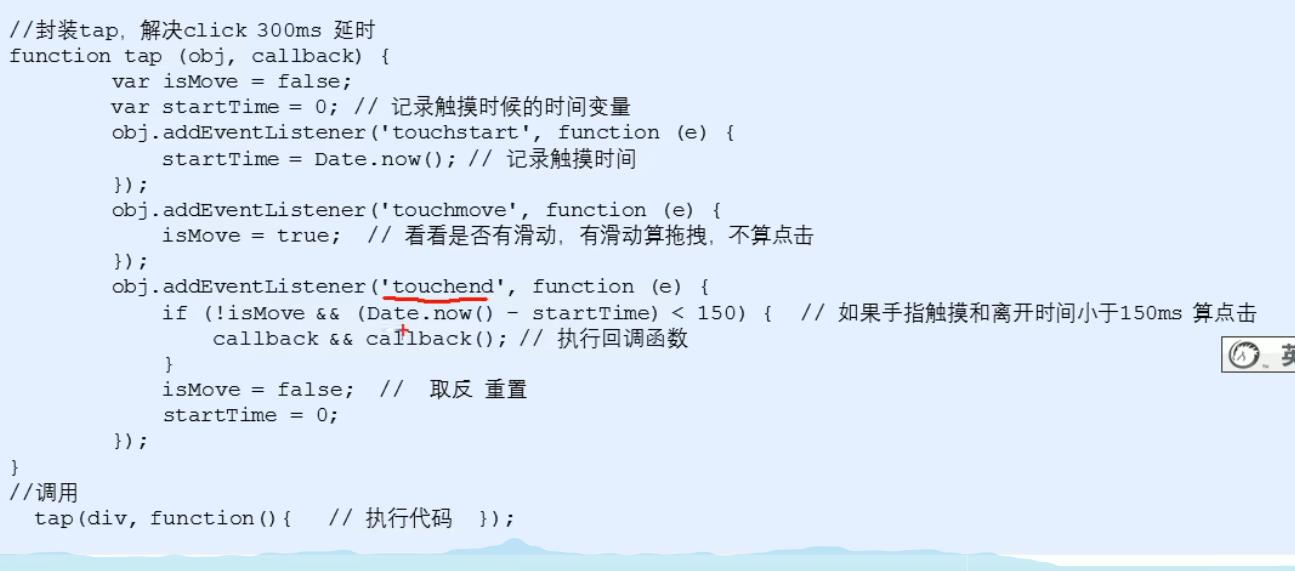 //封装tap，解决click 300ms 延时
function tap (obj, callback) {
        var isMove = false;
        var startTime = 0; // 记录触摸时候的时间变量
        obj.addEventListener('touchstart', function (e) {
            startTime = Date.now(); // 记录触摸时间
        });
        obj.addEventListener('touchmove', function (e) {
            isMove = true;  // 看看是否有滑动，有滑动算拖拽，不算点击
        });
        obj.addEventListener('touchend', function (e) {
            if (!isMove && (Date.now() - startTime) < 150) {  // 如果手指触摸和离开时间小于150ms 算点击
                callback && callback(); // 执行回调函数
            }
            isMove = false;  //  取反 重置
            startTime = 0;
        });
}
//调用
  tap(div, function(){   // 执行代码  });
英